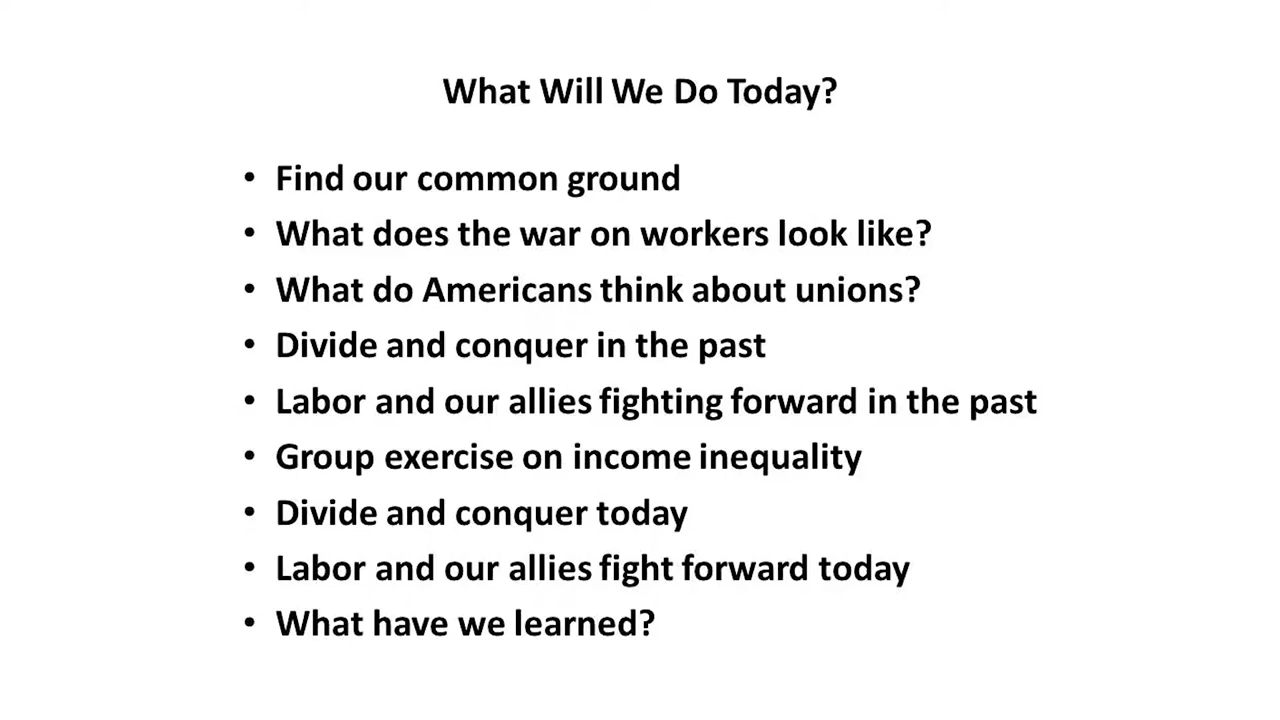 What Will We Do Today?
• Find our common ground
• What does the war on workers look like?
• What do Americans think about unions?
• Divide and conquer in the past
• Labor and our allies fighting forward in the past
• Group exercise on income inequality
• Divide and conquer today
• Labor and our allies fight forward today
• What have we learned?